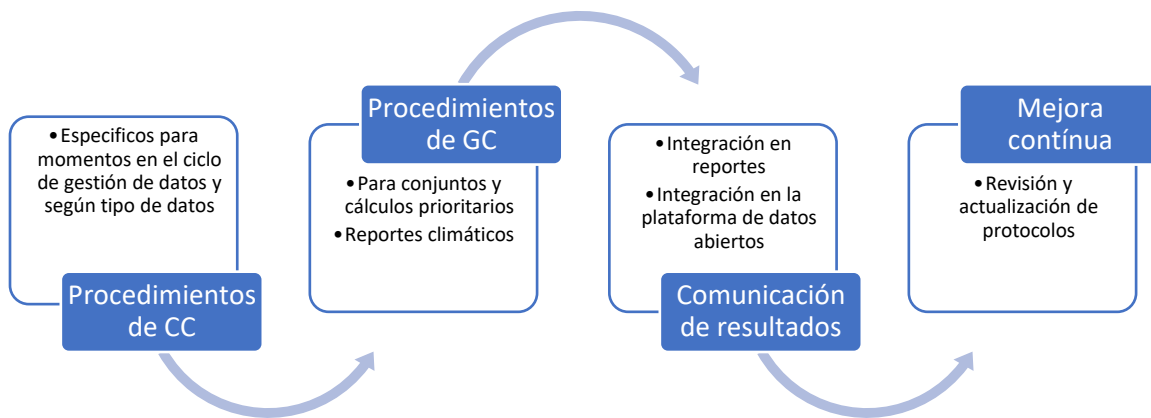 •Especificos para
momentos en el ciclo
de gestión de datos y
según tipo de datos
Procedimientos
de CC
Procedimientos
de GC
•Para conjuntos y
cálculos prioritarios
•Reportes climáticos
•Integración en
reportes
•Integración en la
plataforma de datos
abiertos
Comunicación
de resultados
Mejora
contínua
•Revisión y
actualización de
protocolos